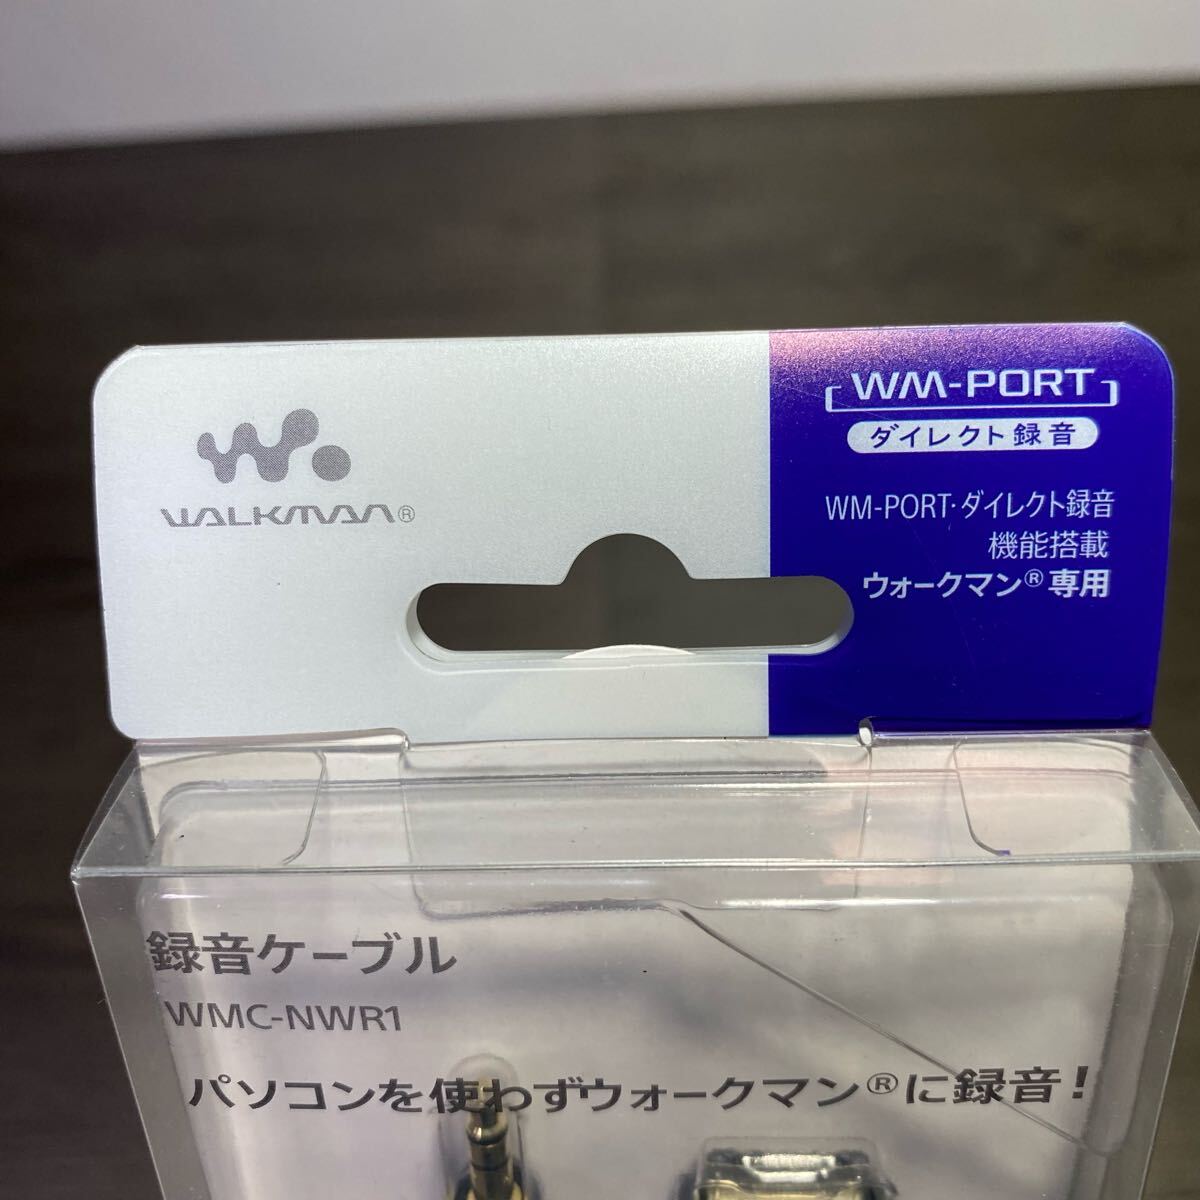 WALKMAN®
WM-PORT
ダイレクト録音
WM-PORT・ダイレクト録音
機能搭載
ウォークマン®専用
録音ケーブル
WMC-NWR1
パソコンを使わずウォークマン®に録音！